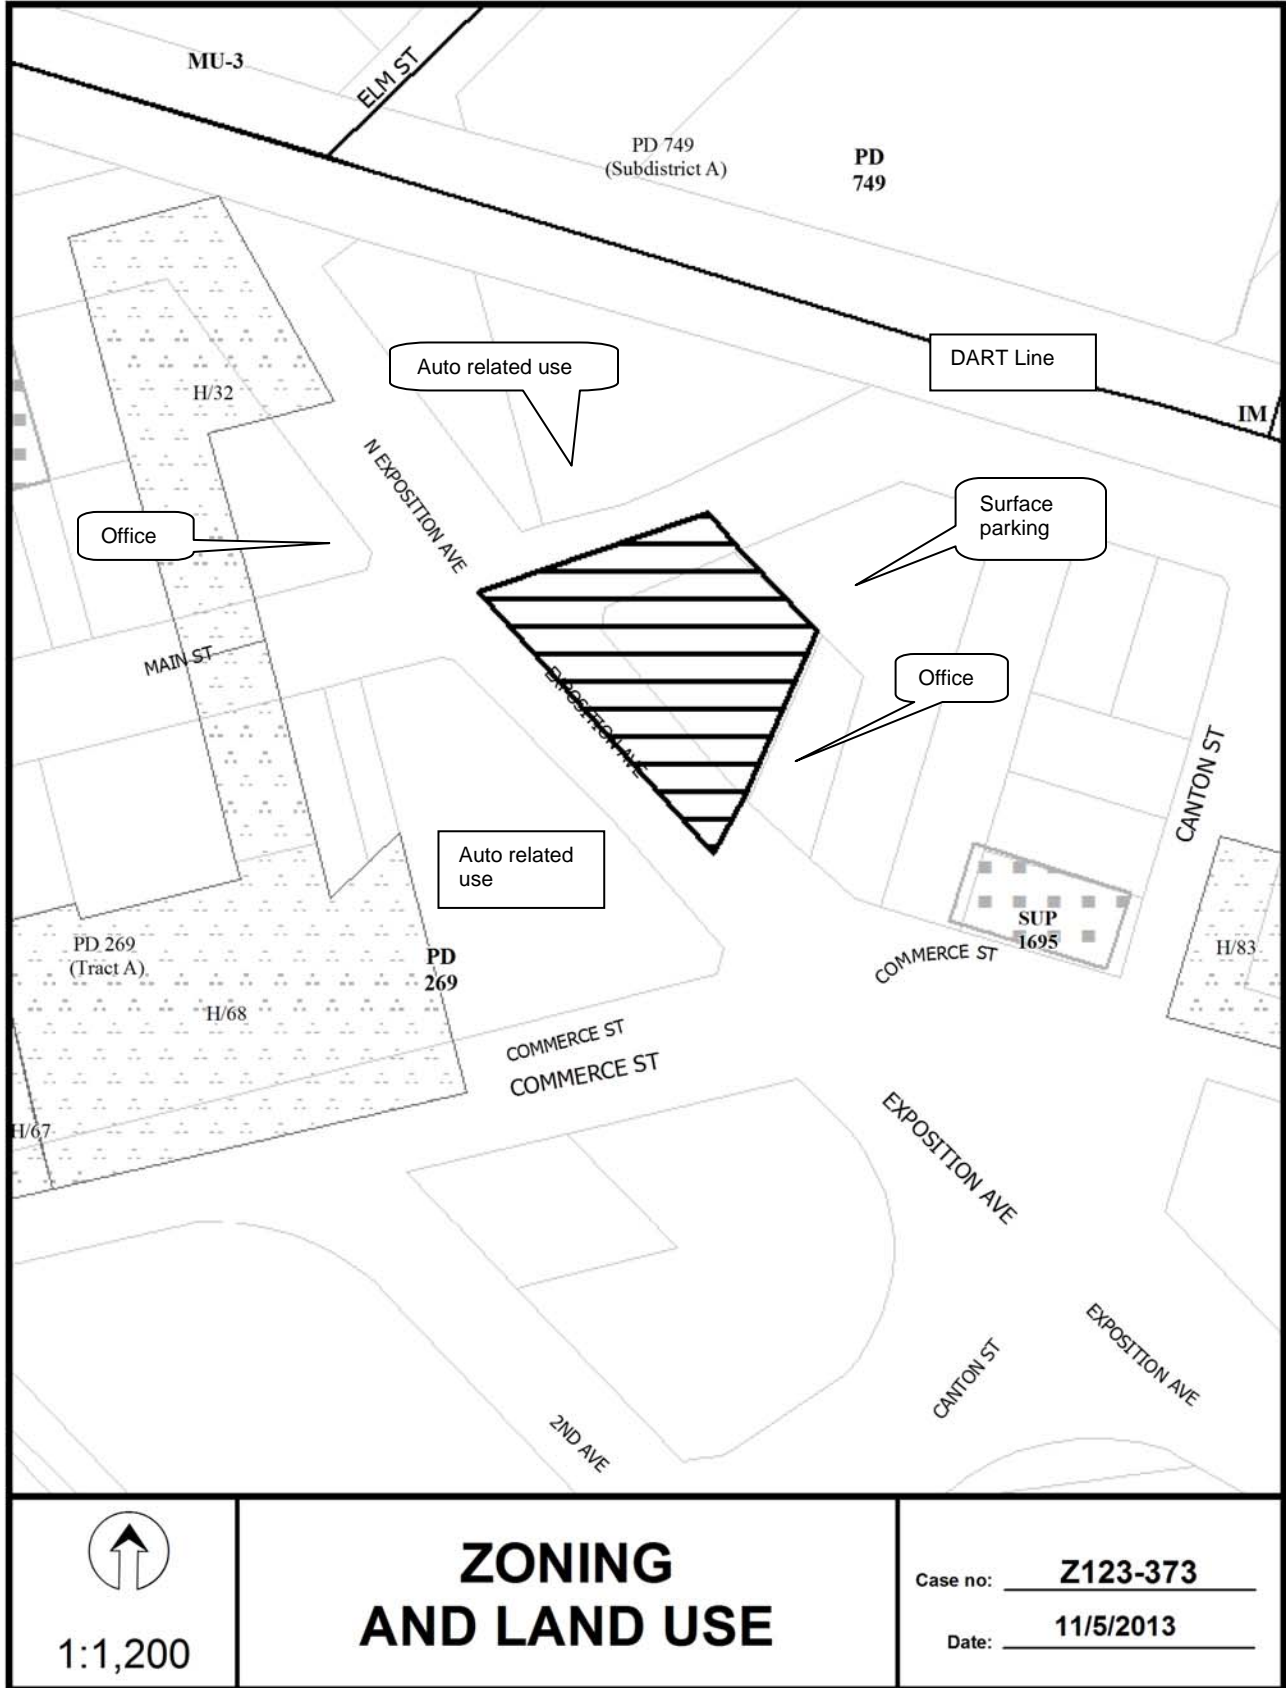 MU-3
ELM ST
PD 749
(Subdistrict A)
PD
749
DART Line
Auto related use
H/32
IM
N EXPOSITION AVE
Surface
parking
Office
MAIN ST
EXPOSITION AVE
Office
CANTON ST
Auto related
use
SUP
1695
PD 269
(Tract A)
PD
269
COMMERCE ST
H/83
H/68
COMMERCE ST
COMMERCE ST
H/67
EXPOSITION AVE
EXPOSITION AVE
CANTON ST
2ND AVE
1:1,200
ZONING
AND LAND USE
Case no: Z123-373
Date: 11/5/2013